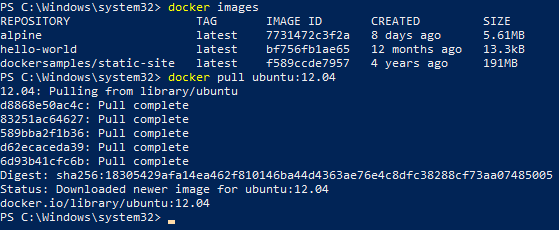 PS C:\Windows\system32> docker images
REPOSITORY TAG IMAGE ID CREATED SIZE
alpine latest 7731472c3f2a 8 days ago 5.61MB
hello-world latest bf756fb1ae65 12 months ago 13.3kB
dockersamples/static-site latest f589ccde7957 4 years ago 191MB
PS C:\Windows\system32> docker pull ubuntu:12.04
12.04: Pulling from library/ubuntu
d8868e50ac4c: Pull complete
83251ac64627: Pull complete
589bba2f1b36: Pull complete
d62ecaceda39: Pull complete
6d93b41cfc6b: Pull complete
Digest: sha256:18305429afa14ea462f810146ba44d4363ae76e4c8dfc38288cf73aa07485005
Status: Downloaded newer image for ubuntu:12.04
docker.io/library/ubuntu:12.04
PS C:\Windows\system32>